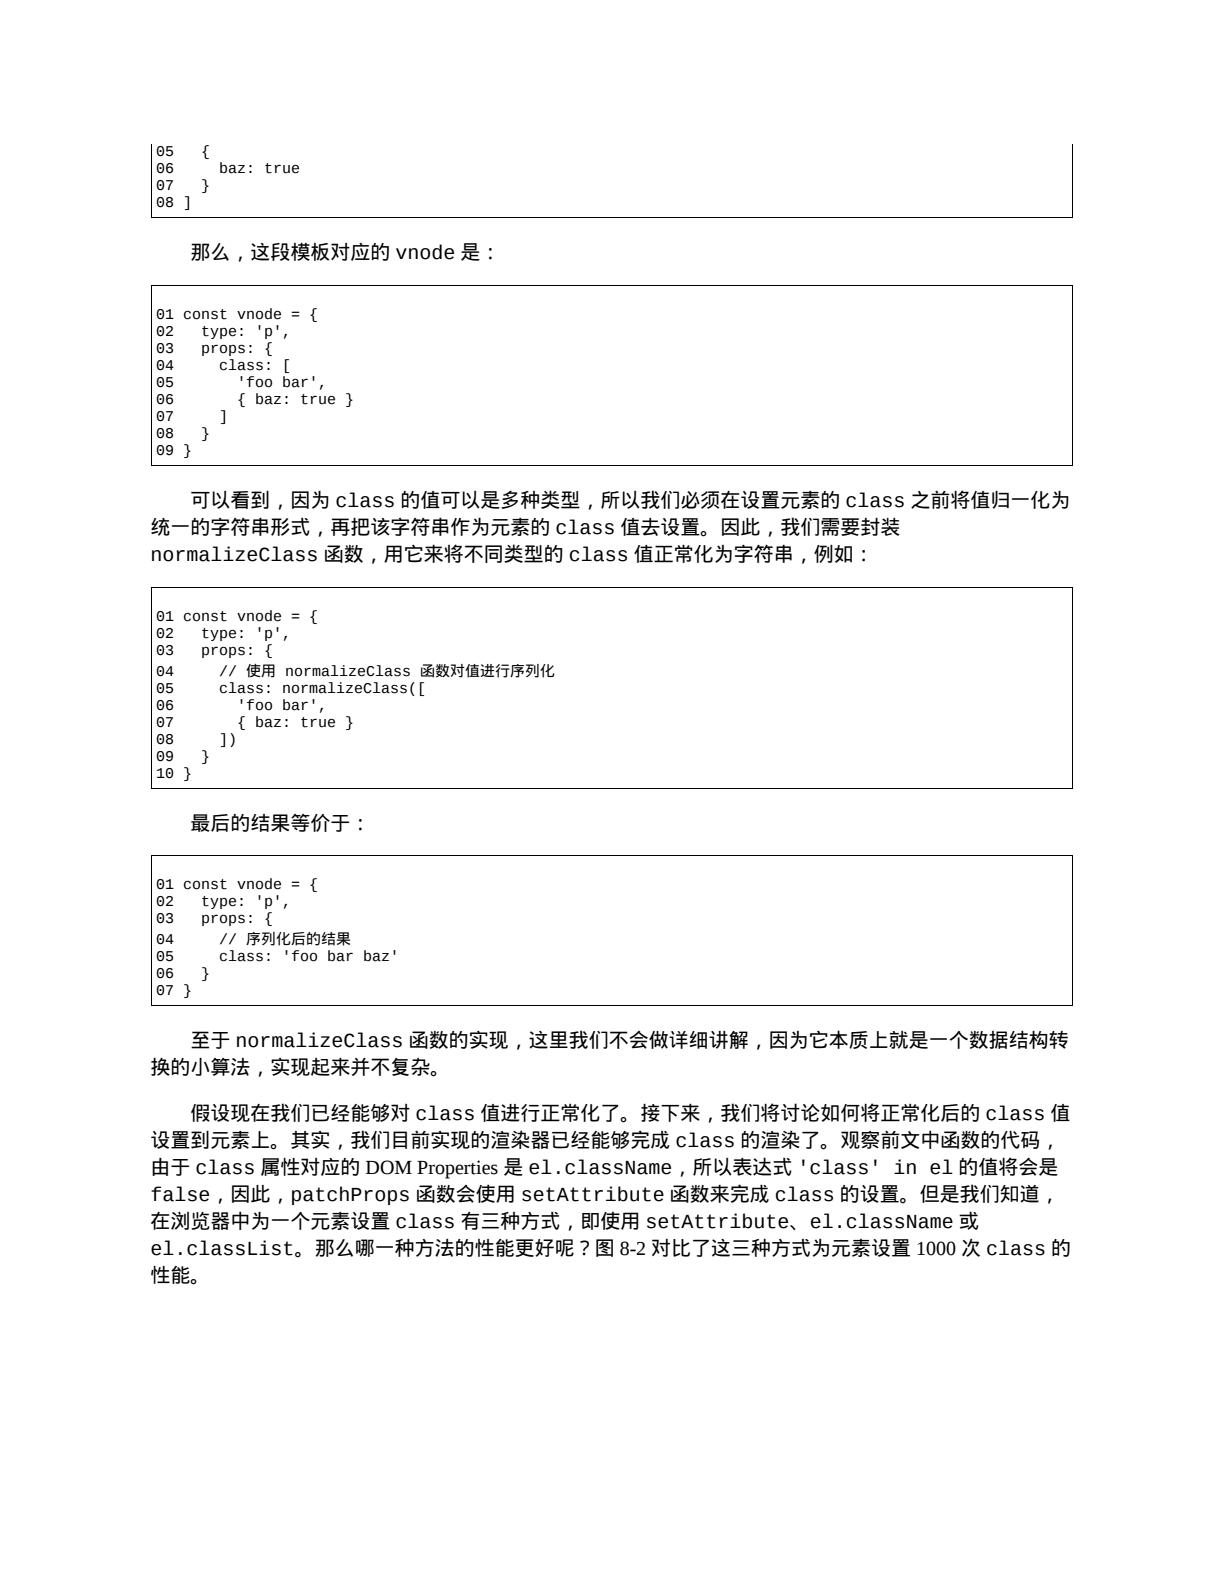 05   {
06     baz: true
07   }
08 ]
那么，这段模板对应的 vnode 是：
01 const vnode = {
02   type: 'p',
03   props: {
04     class: [
05       'foo bar',
06       { baz: true }
07     ]
08   }
09 }
可以看到，因为 class 的值可以是多种类型，所以我们必须在设置元素的 class 之前将值归一化为
统一的字符串形式，再把该字符串作为元素的 class 值去设置。因此，我们需要封装
normalizeClass 函数，用它来将不同类型的 class 值正常化为字符串，例如：
01 const vnode = {
02   type: 'p',
03   props: {
04     // 使用 normalizeClass 函数对值进行序列化
05     class: normalizeClass([
06       'foo bar',
07       { baz: true }
08     ])
09   }
10 }
最后的结果等价于：
01 const vnode = {
02   type: 'p',
03   props: {
04     // 序列化后的结果
05     class: 'foo bar baz'
06   }
07 }
至于 normalizeClass 函数的实现，这里我们不会做详细讲解，因为它本质上就是一个数据结构转
换的小算法，实现起来并不复杂。
假设现在我们已经能够对 class 值进行正常化了。接下来，我们将讨论如何将正常化后的 class 值
设置到元素上。其实，我们目前实现的渲染器已经能够完成 class 的渲染了。观察前文中函数的代码，
由于 class 属性对应的 DOM Properties 是 el.className，所以表达式 'class' in el 的值将会是
false，因此，patchProps 函数会使用 setAttribute 函数来完成 class 的设置。但是我们知道，
在浏览器中为一个元素设置 class 有三种方式，即使用 setAttribute、el.className 或
el.classList。那么哪一种方法的性能更好呢？图 8-2 对比了这三种方式为元素设置 1000 次 class 的
性能。